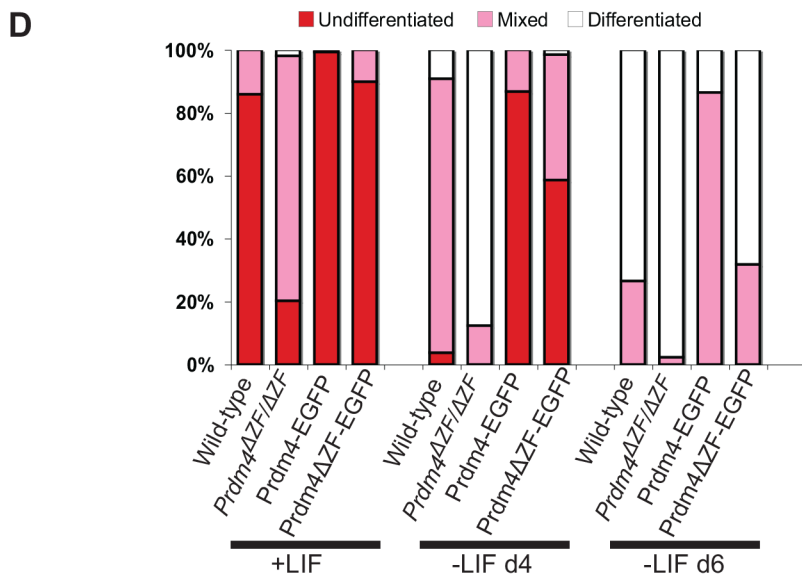 D
Undifferentiated Mixed Differentiated
100%
80%
60%
40%
20%
0%
Wild-type
Prdm4ΔZF/ΔZF
Prdm4-EGFP
Prdm4ΔZF-EGFP
Wild-type
Prdm4ΔZF/ΔZF
Prdm4-EGFP
Prdm4ΔZF-EGFP
Wild-type
Prdm4ΔZF/ΔZF
Prdm4-EGFP
Prdm4ΔZF-EGFP
+LIF
-LIF d4
-LIF d6